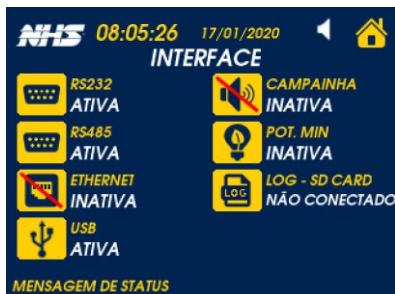 NHS 08:05:26 17/01/2020
INTERFACE
RS232
ATIVA
RS485
ATIVA
ETHERNET
INATIVA
USB
ATIVA
CAMPAINHA
INATIVA
POT. MIN
INATIVA
LOG
LOG - SD CARD
NÃO CONECTADO
MENSAGEM DE STATUS